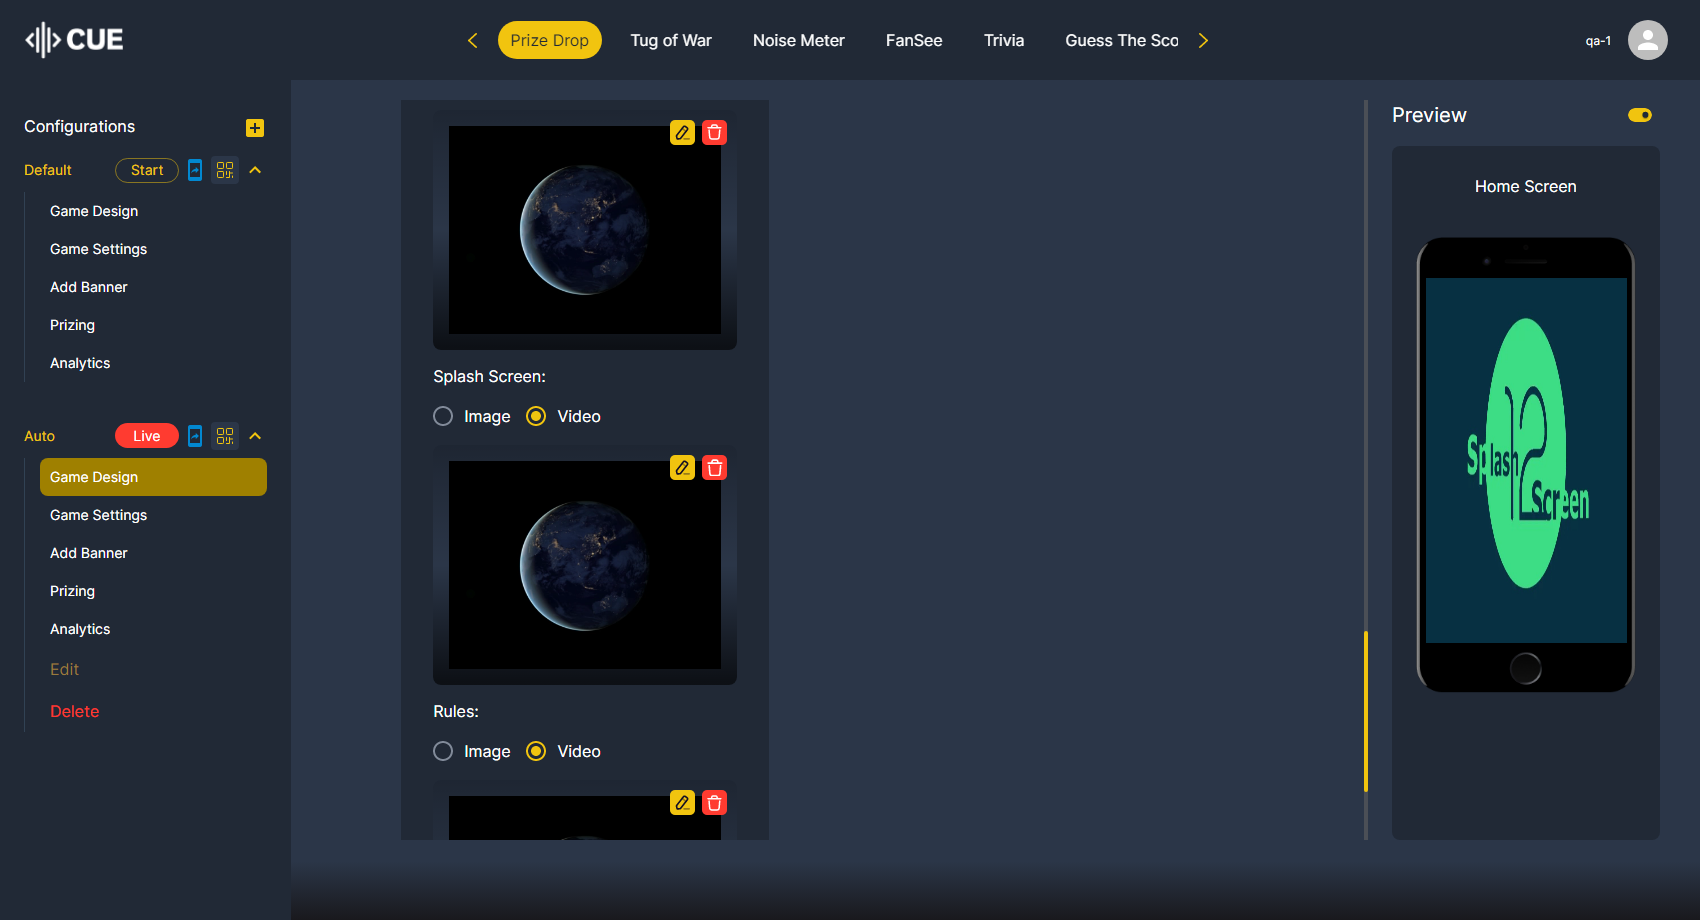 CUE
Prize Drop
Tug of War
Noise Meter
FanSee
Trivia
Guess The Sco
qa-1
Configurations
Default
Start
Game Design
Game Settings
Add Banner
Prizing
Analytics
Auto
Live
Game Design
Game Settings
Add Banner
Prizing
Analytics
Edit
Delete
Splash Screen:
Image
Video
Rules:
Image
Video
Preview
Home Screen
12
Splash
Screen